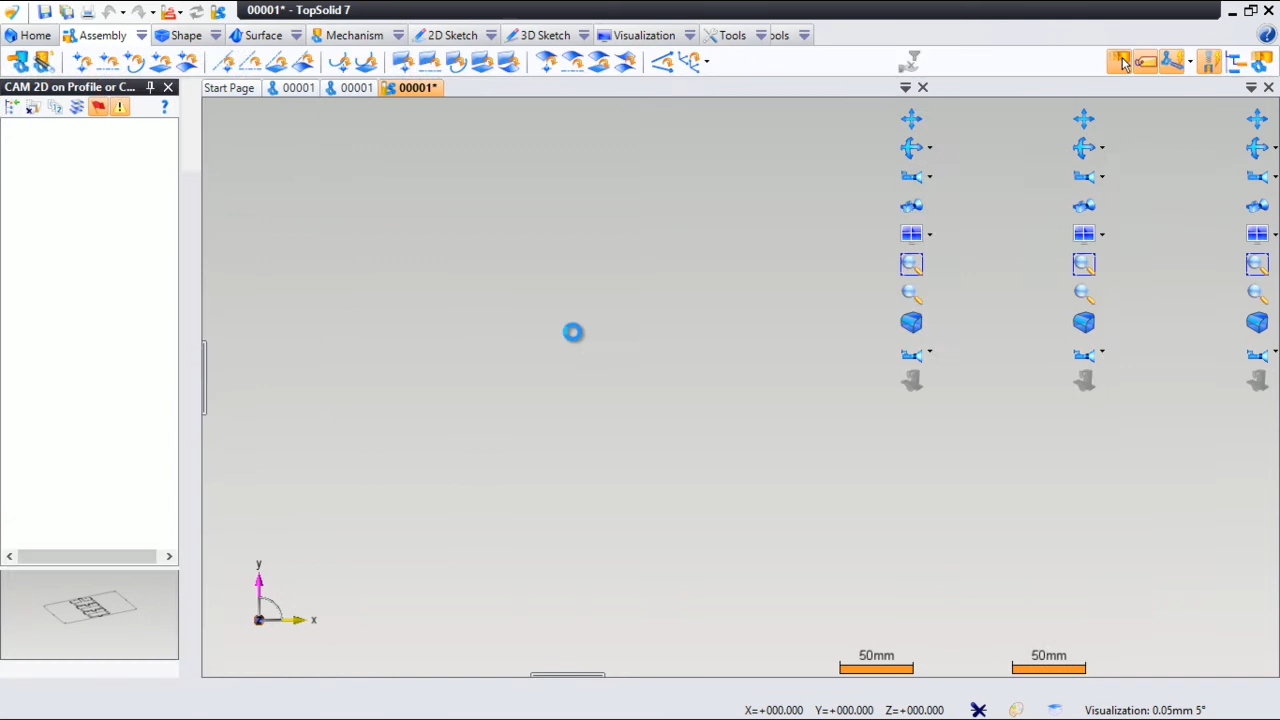 00001* - TopSolid 7
Home Assembly Shape Surface Mechanism 2D Sketch 3D Sketch Visualization Tools ools
CAM 2D on Profile or C...
Start Page 00001 00001 00001*
y
x
50mm 50mm
X=+000.000 Y=+000.000 Z=+000.000 Visualization: 0.05mm 5°